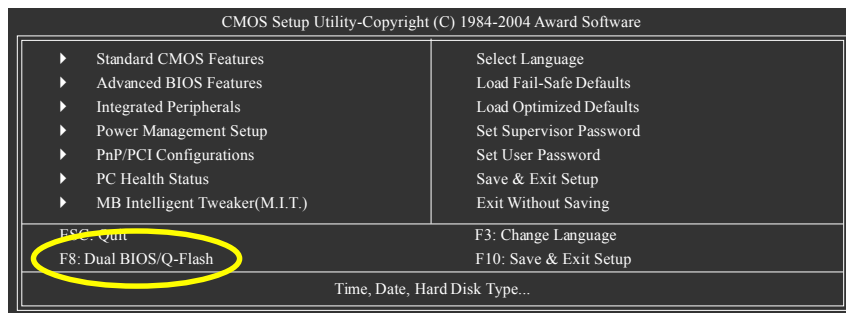 CMOS Setup Utility-Copyright (C) 1984-2004 Award Software
Standard CMOS Features
Advanced BIOS Features
Integrated Peripherals
Power Management Setup
PnP/PCI Configurations
PC Health Status
MB Intelligent Tweaker(M.I.T.)
Select Language
Load Fail-Safe Defaults
Load Optimized Defaults
Set Supervisor Password
Set User Password
Save & Exit Setup
Exit Without Saving
ESC: Quit
F8: Dual BIOS/Q-Flash
F3: Change Language
F10: Save & Exit Setup
Time, Date, Hard Disk Type...